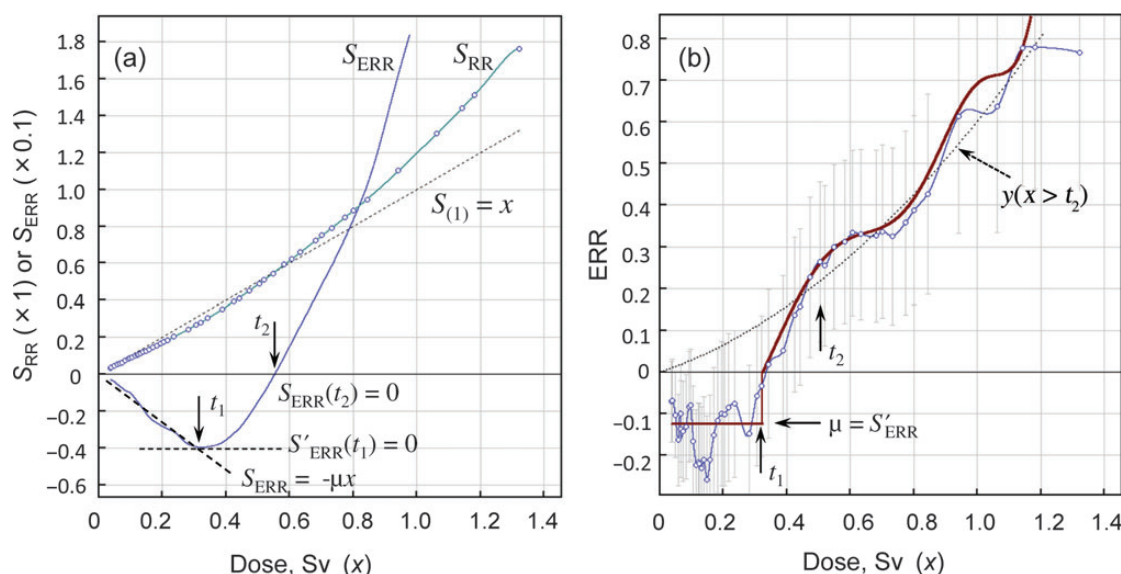 (a)
S_ERR
S_RR
S_(1) = x
t_2
t_1
S_ERR(t_2) = 0
S'_ERR(t_1) = 0
S_ERR = -μx
1.8
1.6
1.4
1.2
1.0
0.8
0.6
0.4
0.2
0
−0.2
−0.4
−0.6
S_RR (×1) or S_ERR (×0.1)
0 0.2 0.4 0.6 0.8 1.0 1.2 1.4
Dose, Sv (x)
(b)
y(x > t_2)
t_2
μ = S'_ERR
t_1
0.8
0.7
0.6
0.5
0.4
0.3
0.2
0.1
0
−0.1
−0.2
ERR
0 0.2 0.4 0.6 0.8 1.0 1.2 1.4
Dose, Sv (x)